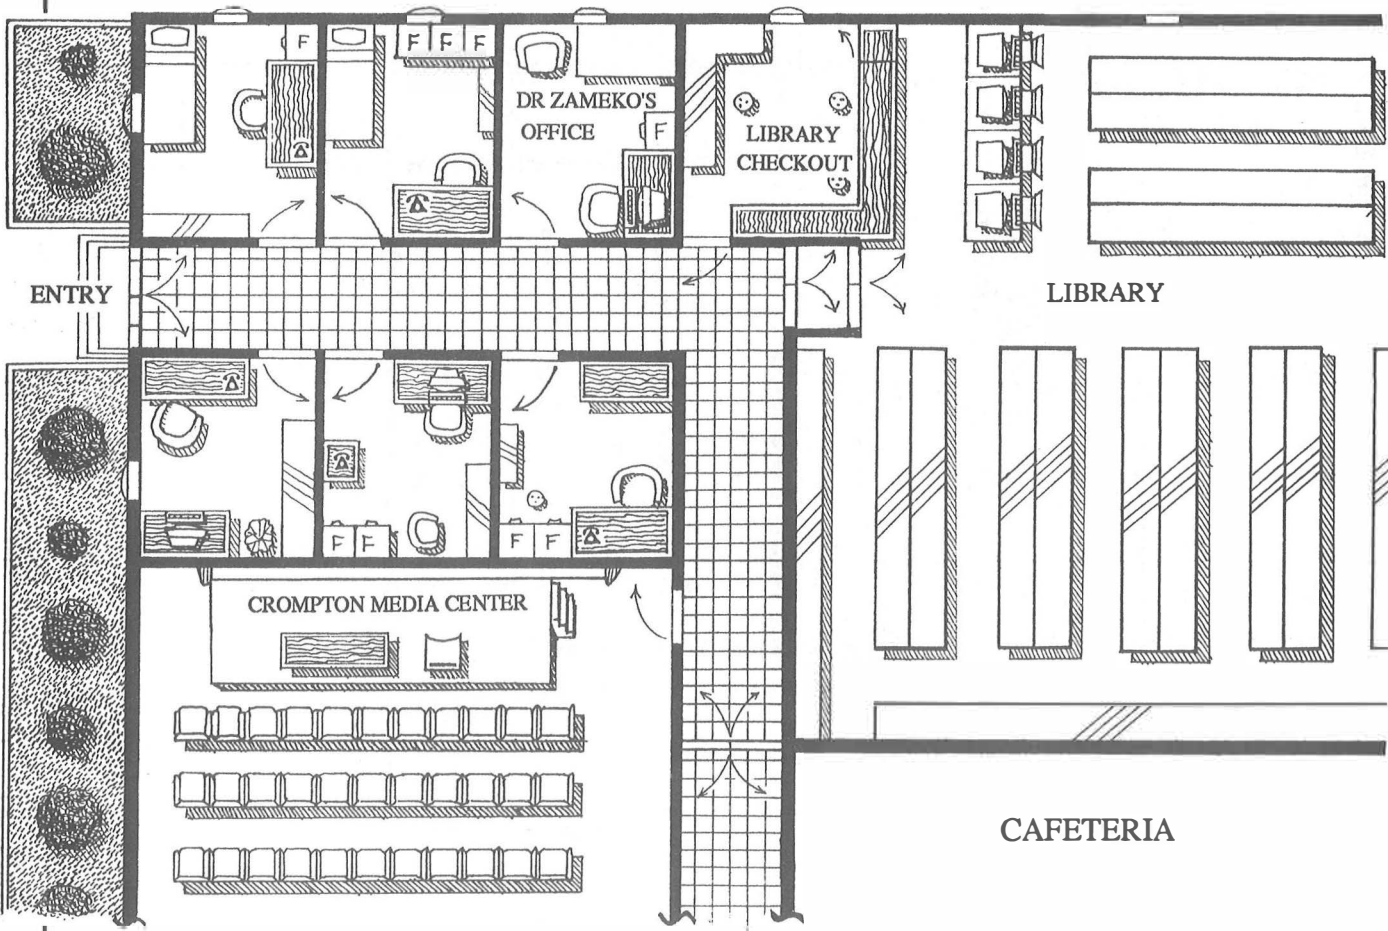 F
F F F
DR ZAMEKO'S
OFFICE
F
LIBRARY
CHECKOUT
ENTRY
LIBRARY
F F
F F
CROMPTON MEDIA CENTER
CAFETERIA